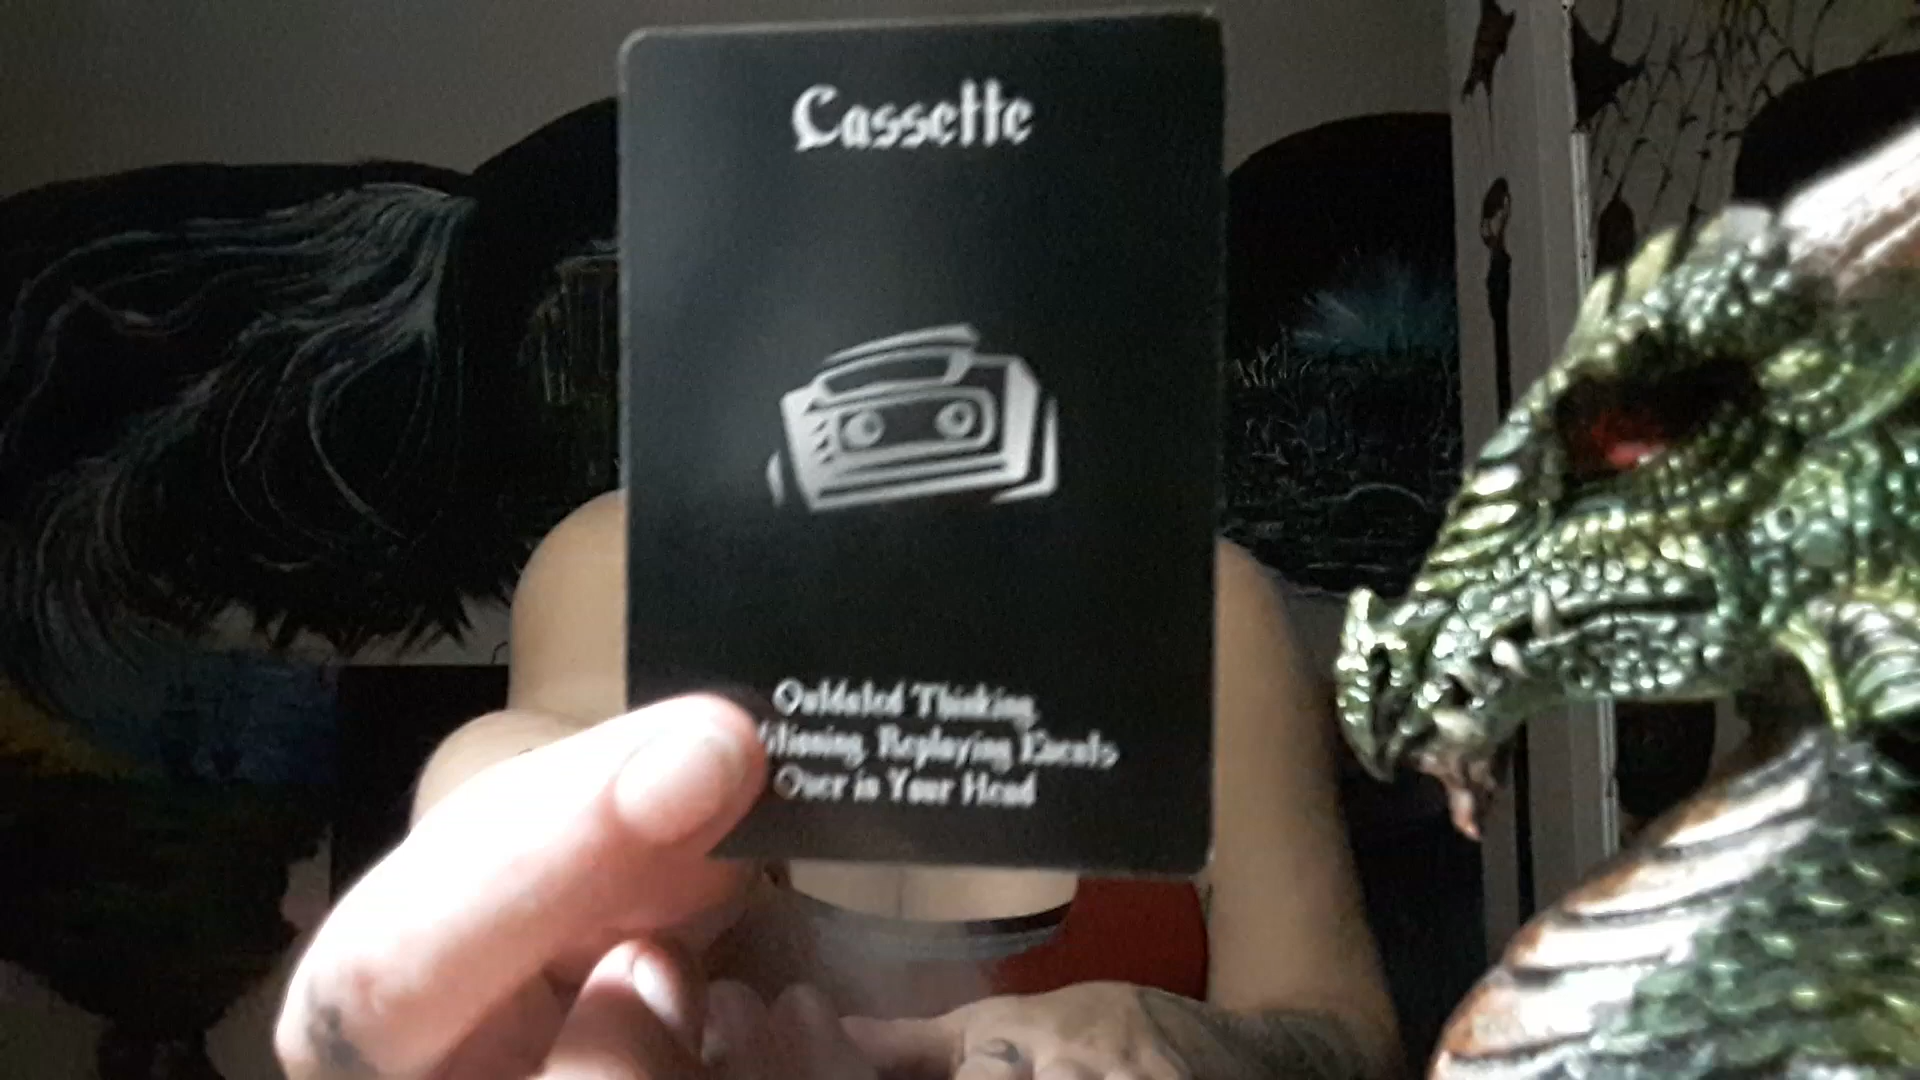 Cassette
Outdated Thinking,
Replaying Events
Over in Your Head